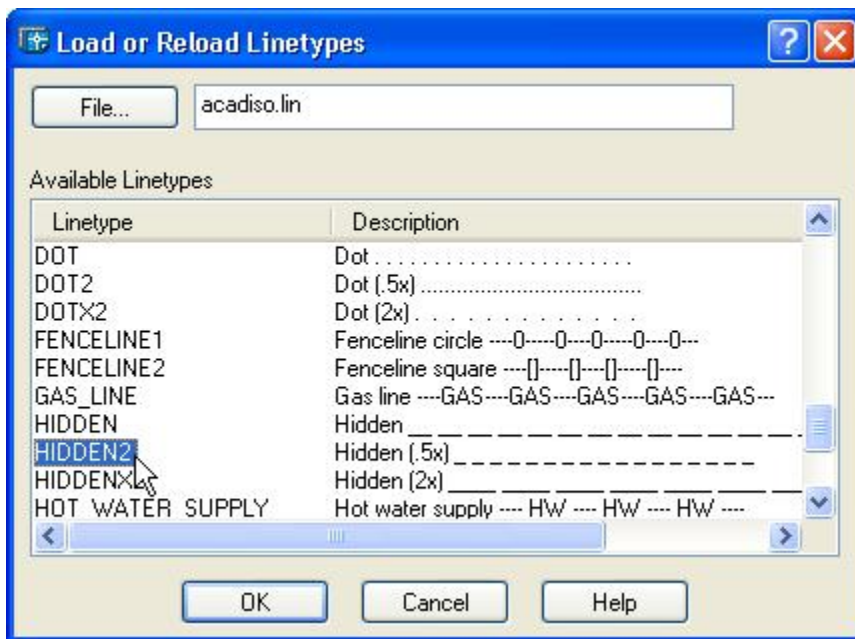 Load or Reload Linetypes
File... acadiso.lin
Available Linetypes
Linetype Description
DOT Dot . . . . . . . . . . . . . . . . . . . . . .
DOT2 Dot (.5x) ........................................
DOTX2 Dot (2x) .  .  .  .  .  .  .  .  .  .  .  .  .  .
FENCELINE1 Fenceline circle ----0-----0----0-----0----0---
FENCELINE2 Fenceline square ----[]-----[]----[]-----[]----
GAS_LINE Gas line ----GAS----GAS----GAS----GAS----GAS---
HIDDEN Hidden __ __ __ __ __ __ __ __ __ __ __ __ __ __
HIDDEN2 Hidden (.5x) _ _ _ _ _ _ _ _ _ _ _ _ _ _ _ _ _
HIDDENX Hidden (2x) ____ ____ ____ ____ ____ ____ ____
HOT_WATER_SUPPLY Hot water supply ---- HW ---- HW ---- HW ----
OK Cancel Help